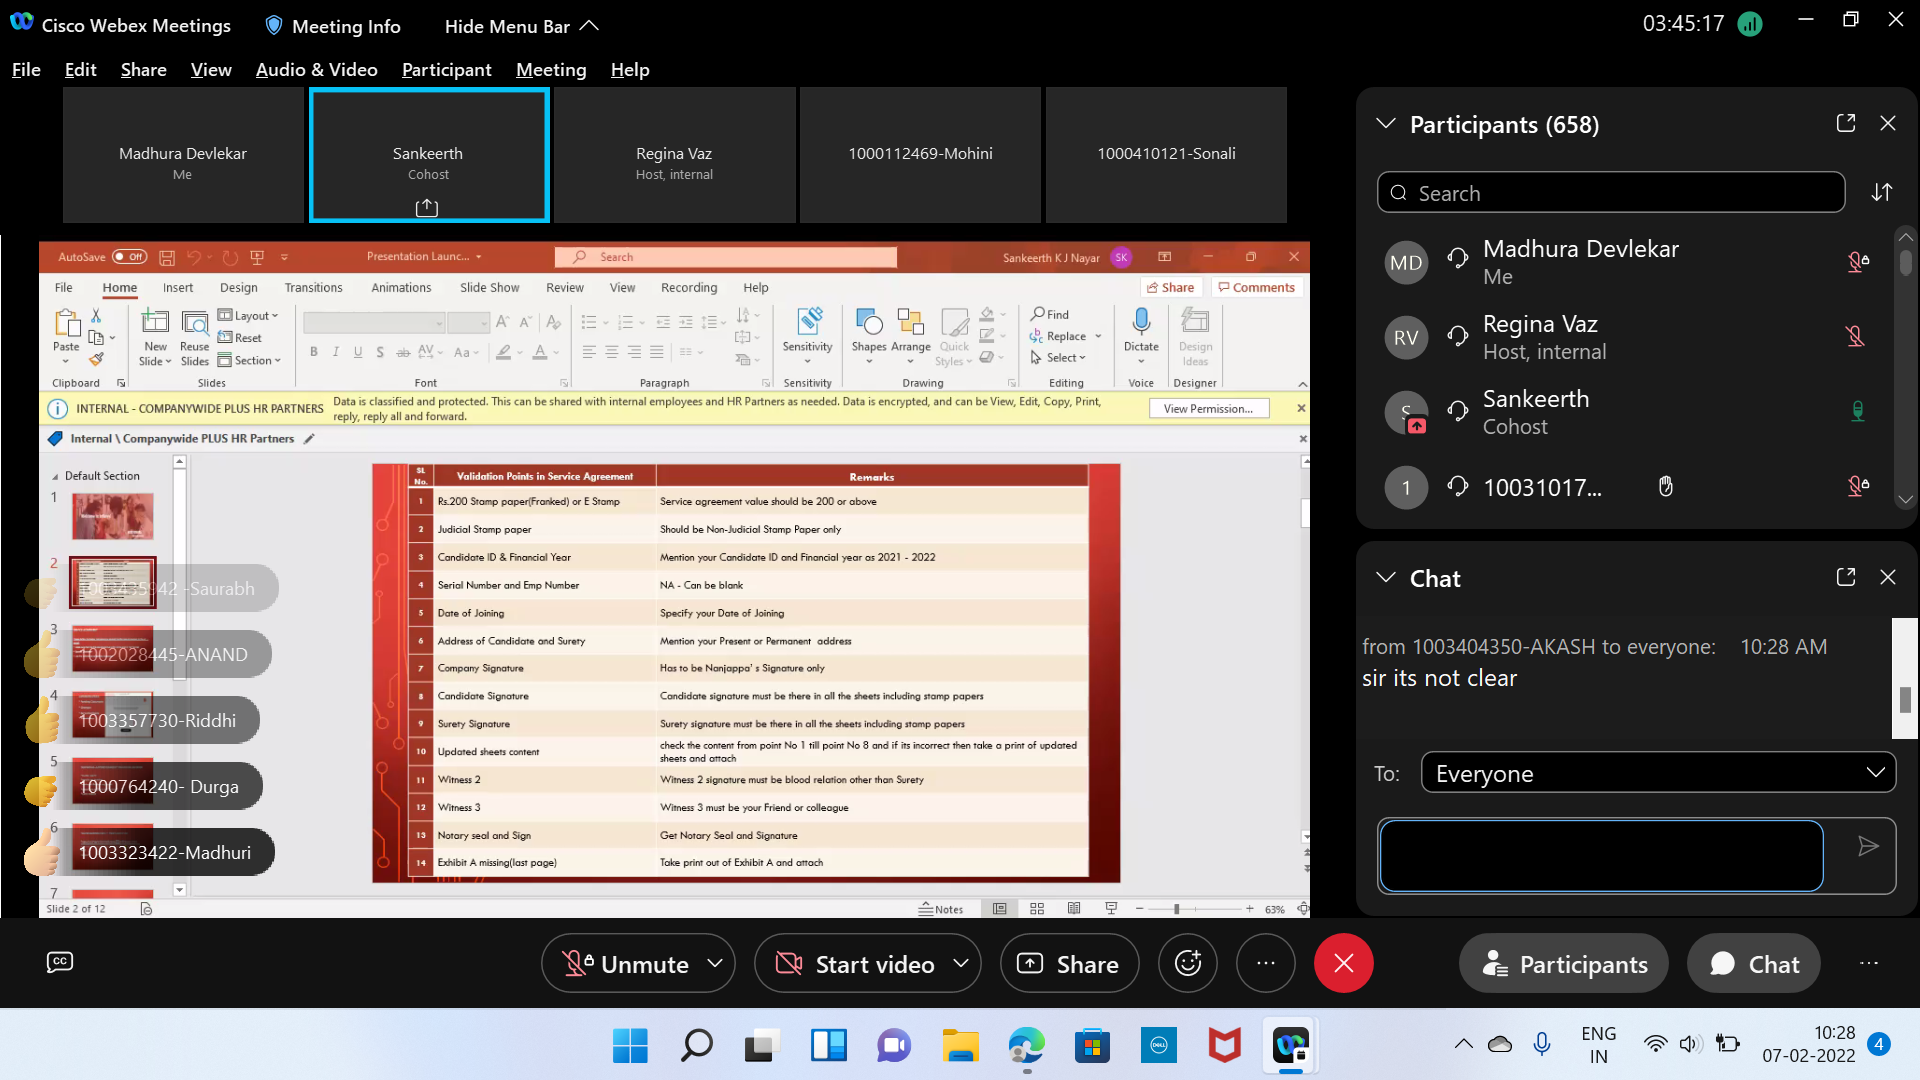 Cisco Webex Meetings
Meeting Info
Hide Menu Bar
03:45:17
File Edit Share View Audio & Video Participant Meeting Help
Madhura Devlekar
Me
Sankeerth
Cohost
Regina Vaz
Host, internal
1000112469-Mohini
1000410121-Sonali
AutoSave Off
Presentation Launc...
Search
Sankeerth K J Nayar SK
File Home Insert Design Transitions Animations Slide Show Review View Recording Help
Share Comments
Paste
Clipboard
New Slide
Reuse Slides
Layout
Reset
Section
Slides
B I U S ab AV Aa A
Font
Paragraph
Sensitivity
Sensitivity
Shapes Arrange Quick Styles
Drawing
Find
Replace
Select
Editing
Dictate
Voice
Design Ideas
Designer
INTERNAL - COMPANYWIDE PLUS HR PARTNERS
Data is classified and protected. This can be shared with internal employees and HR Partners as needed. Data is encrypted, and can be View, Edit, Copy, Print,
reply, reply all and forward.
View Permission...
Internal \ Companywide PLUS HR Partners
Default Section
1
2
3
4
5
6
7
-Saurabh
1002028445-ANAND
1003357730-Riddhi
1000764240- Durga
1003323422-Madhuri
SL No. Validation Points in Service Agreement Remarks
1 Rs.200 Stamp paper(Franked) or E Stamp Service agreement value should be 200 or above
2 Judicial Stamp paper Should be Non-Judicial Stamp Paper only
3 Candidate ID & Financial Year Mention your Candidate ID and Financial year as 2021 - 2022
4 Serial Number and Emp Number NA - Can be blank
5 Date of Joining Specify your Date of Joining
6 Address of Candidate and Surety Mention your Present or Permanent address
7 Company Signature Has to be Nanjappa' s Signature only
8 Candidate Signature Candidate signature must be there in all the sheets including stamp papers
9 Surety Signature Surety signature must be there in all the sheets including stamp papers
10 Updated sheets content check the content from point No 1 till point No 8 and if its incorrect then take a print of updated
sheets and attach
11 Witness 2 Witness 2 signature must be blood relation other than Surety
12 Witness 3 Witness 3 must be your Friend or colleague
13 Notary seal and Sign Get Notary Seal and Signature
14 Exhibit A missing(last page) Take print out of Exhibit A and attach
Slide 2 of 12
Notes
63%
Participants (658)
Search
MD Madhura Devlekar
Me
RV Regina Vaz
Host, internal
S Sankeerth
Cohost
1 10031017...
Chat
from 1003404350-AKASH to everyone: 10:28 AM
sir its not clear
To: Everyone
CC
Unmute
Start video
Share
Participants
Chat
DELL
ENG
IN
10:28
07-02-2022
4